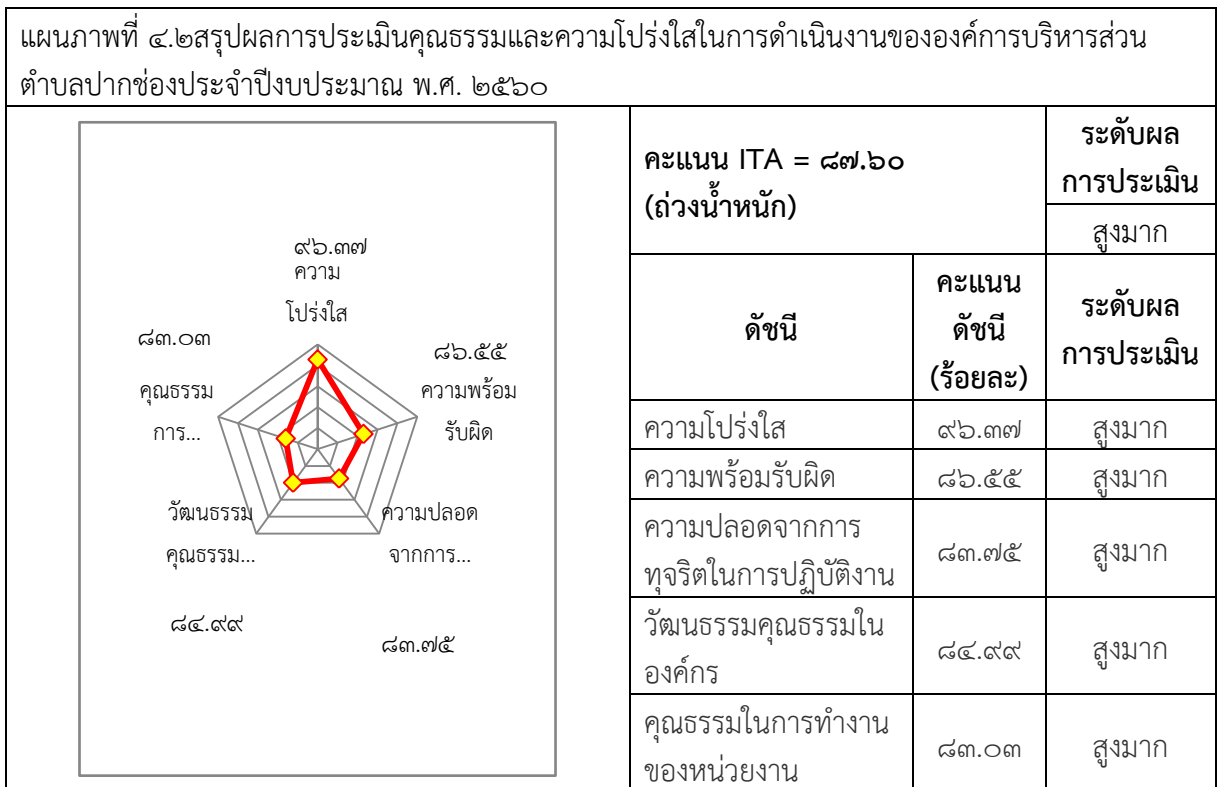 แผนภาพที่ ๔.๒สรุปผลการประเมินคุณธรรมและความโปร่งใสในการดำเนินงานขององค์การบริหารส่วน
ตำบลปากช่องประจำปีงบประมาณ พ.ศ. ๒๕๖๐
๙๖.๓๗
ความ
โปร่งใส
๘๓.๐๓
คุณธรรม
การ...
๘๖.๕๕
ความพร้อม
รับผิด
วัฒนธรรม
คุณธรรม...
๘๔.๙๙
ความปลอด
จากการ...
๘๓.๗๕
คะแนน ITA = ๘๗.๖๐
(ถ่วงน้ำหนัก)
ระดับผล
การประเมิน
สูงมาก
ดัชนี
คะแนน
ดัชนี
(ร้อยละ)
ระดับผล
การประเมิน
ความโปร่งใส ๙๖.๓๗ สูงมาก
ความพร้อมรับผิด ๘๖.๕๕ สูงมาก
ความปลอดจากการ
ทุจริตในการปฏิบัติงาน ๘๓.๗๕ สูงมาก
วัฒนธรรมคุณธรรมใน
องค์กร ๘๔.๙๙ สูงมาก
คุณธรรมในการทำงาน
ของหน่วยงาน ๘๓.๐๓ สูงมาก